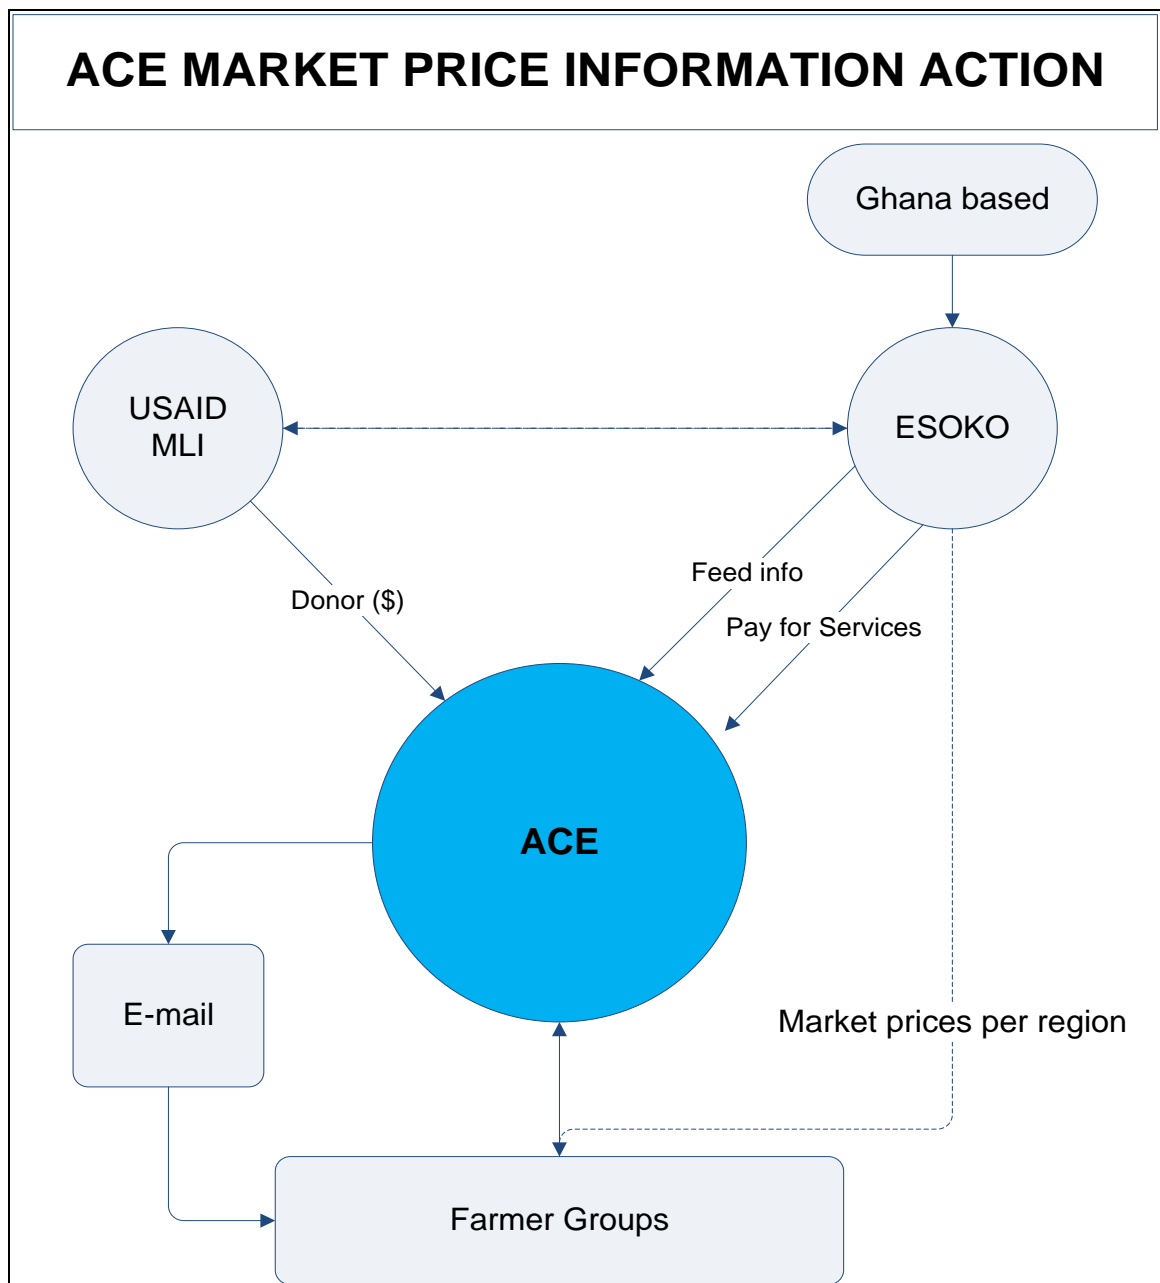 ACE MARKET PRICE INFORMATION ACTION
Ghana based
USAID
MLI
ESOKO
Feed info
Donor ($)
Pay for Services
ACE
E-mail
Market prices per region
Farmer Groups